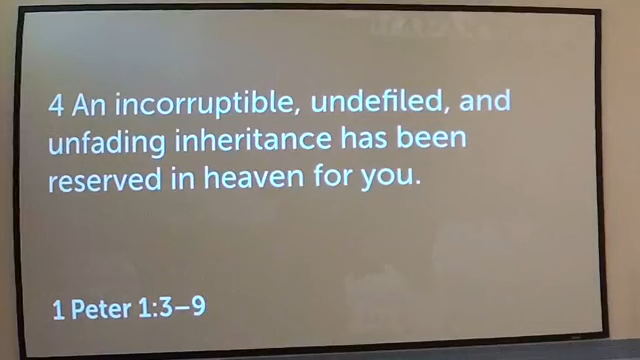 4 An incorruptible, undefiled, and
unfading inheritance has been
reserved in heaven for you.
1 Peter 1:3–9